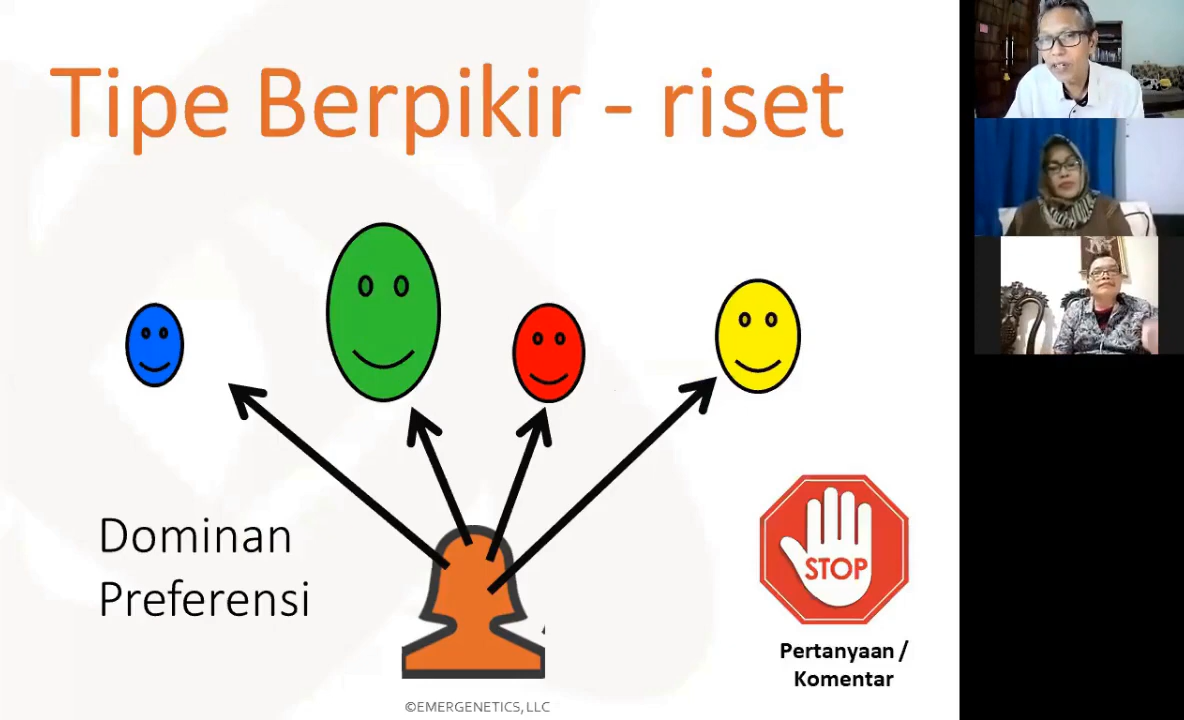 Tipe Berpikir - riset
Dominan
Preferensi
STOP
Pertanyaan /
Komentar
©EMERGENETICS, LLC